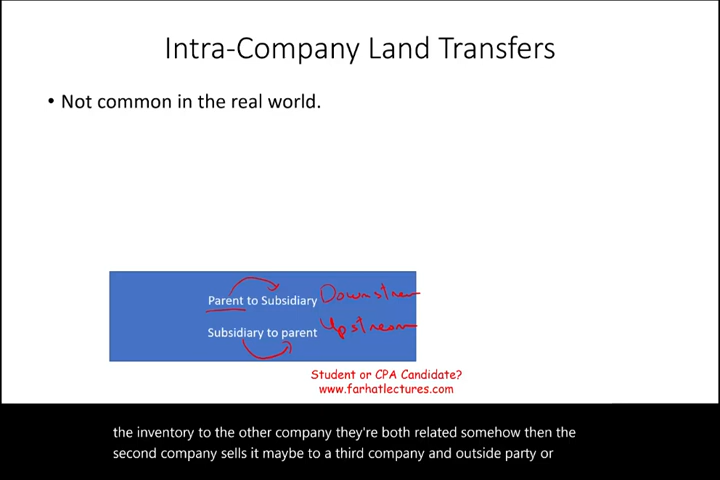 Intra-Company Land Transfers
• Not common in the real world.
Parent to Subsidiary Downstream
Subsidiary to parent Upstream
Student or CPA Candidate?
www.farhatlectures.com
the inventory to the other company they're both related somehow then the
second company sells it maybe to a third company and outside party or